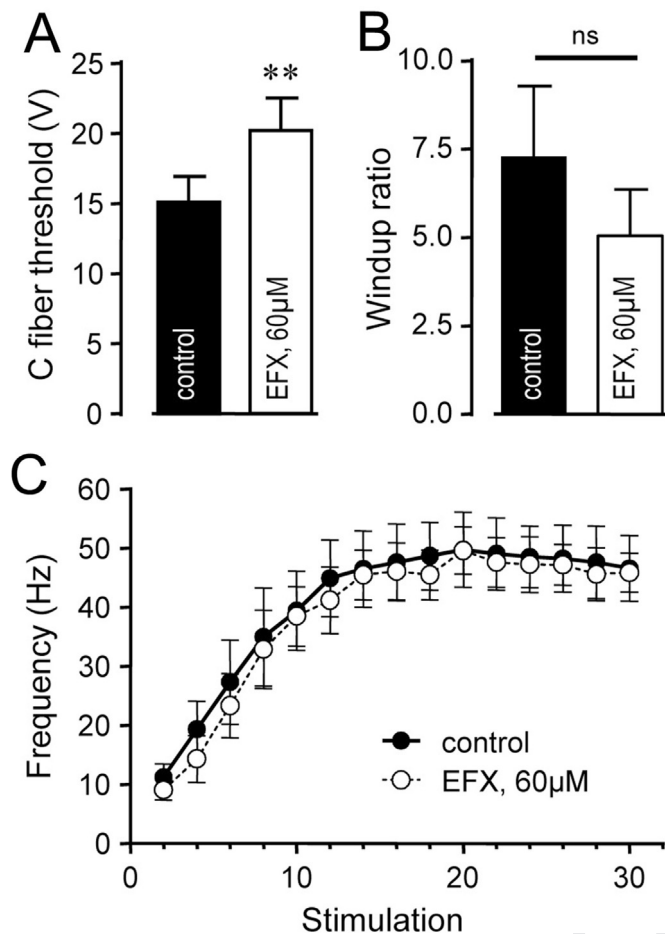 A
C fiber threshold (V)
25
20
15
10
5
0
**
control
EFX, 60µM
B
Windup ratio
10.0
7.5
5.0
2.5
0.0
ns
control
EFX, 60µM
C
Frequency (Hz)
60
50
40
30
20
10
0
control
EFX, 60µM
0 10 20 30
Stimulation